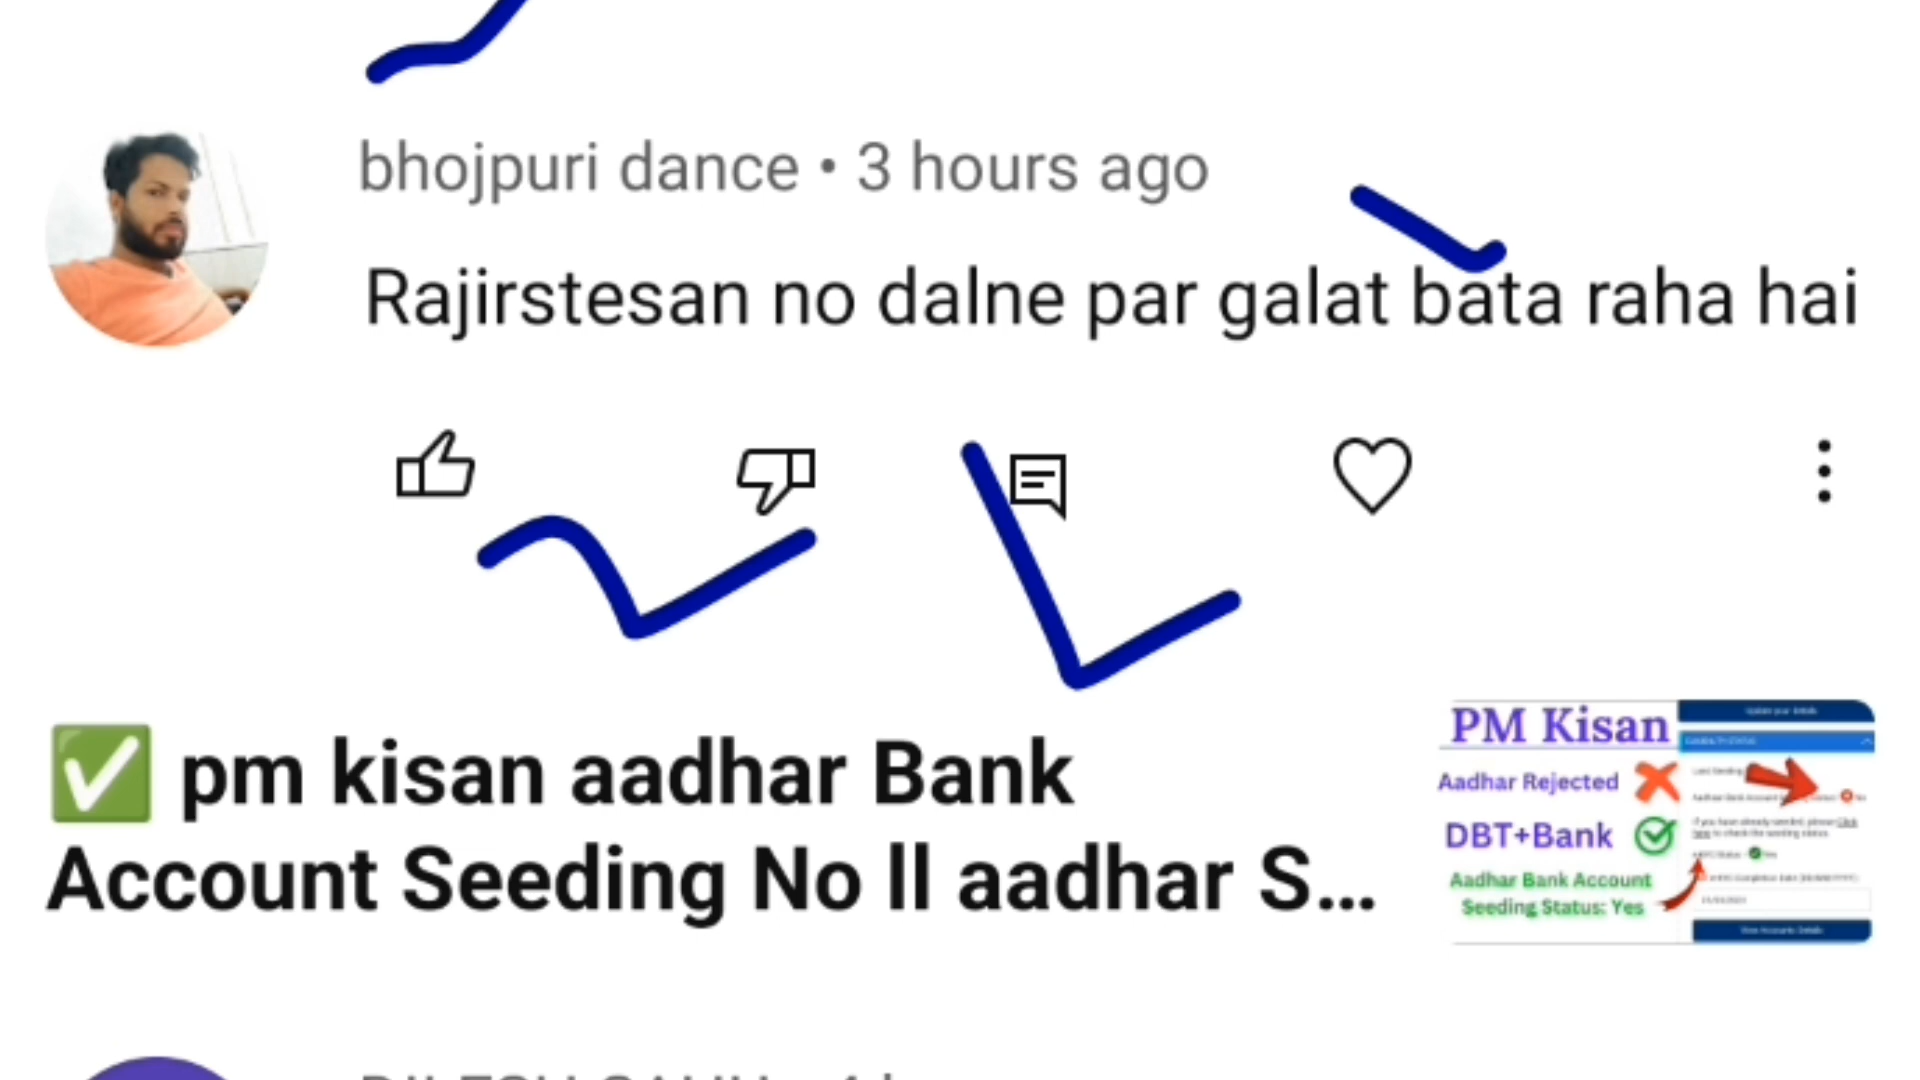 bhojpuri dance • 3 hours ago
Rajirstesan no dalne par galat bata raha hai
✅ pm kisan aadhar Bank
Account Seeding No ll aadhar S...
PM Kisan
Aadhar Rejected
DBT+Bank
Aadhar Bank Account
Seeding Status: Yes